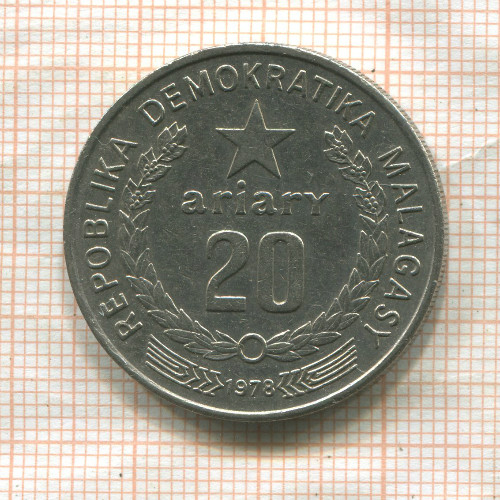 REPOBLIKA DEMOKRATIKA MALAGASY
ariary
20
1978